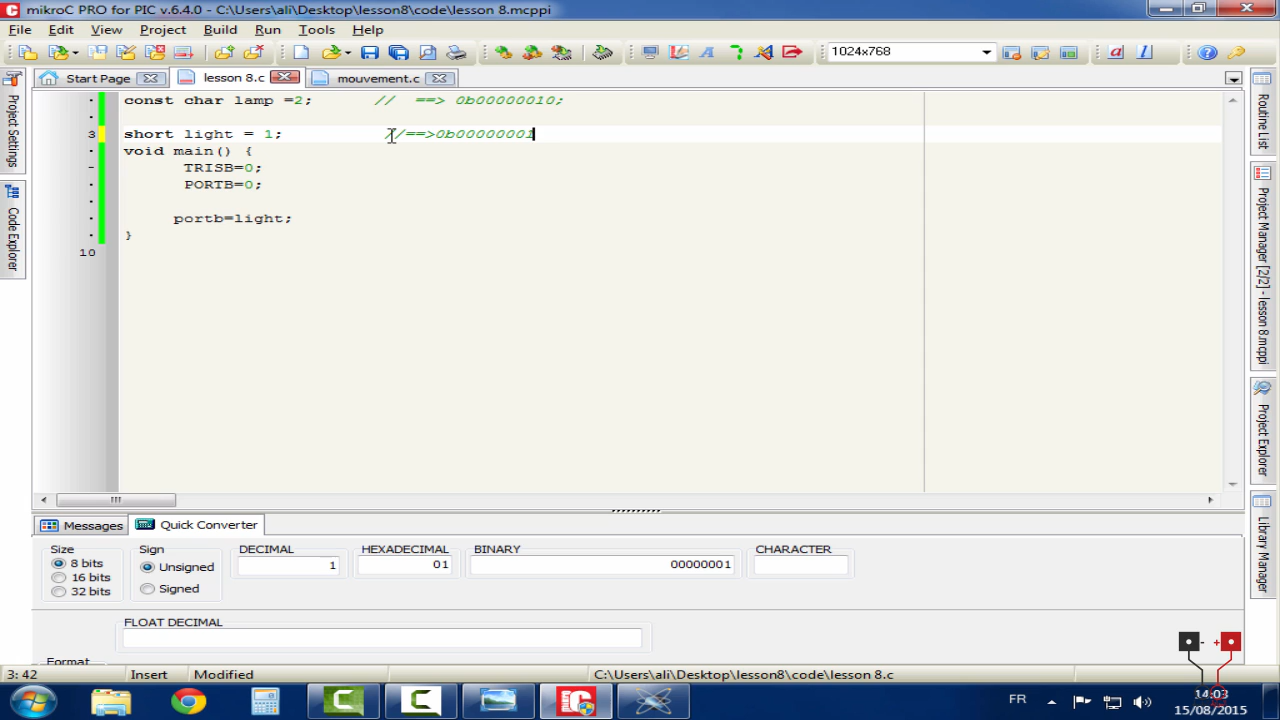 mikroC PRO for PIC v.6.4.0 - C:\Users\ali\Desktop\lesson8\code\lesson 8.mcppi
File Edit View Project Build Run Tools Help
1024x768
Start Page lesson 8.c mouvement.c
Project Settings
Code Explorer
const char lamp =2; // ==> 0b00000010;
3 short light = 1; //==>0b00000001
void main() {
TRISB=0;
PORTB=0;
portb=light;
}
10
Routine List
Project Manager [2/2] - lesson 8.mcppi
Project Explorer
Library Manager
Messages Quick Converter
Size Sign DECIMAL HEXADECIMAL BINARY CHARACTER
8 bits Unsigned 1 01 00000001
16 bits
32 bits Signed
FLOAT DECIMAL
Format
3: 42 Insert Modified C:\Users\ali\Desktop\lesson8\code\lesson 8.c
FR
14:03
15/08/2015